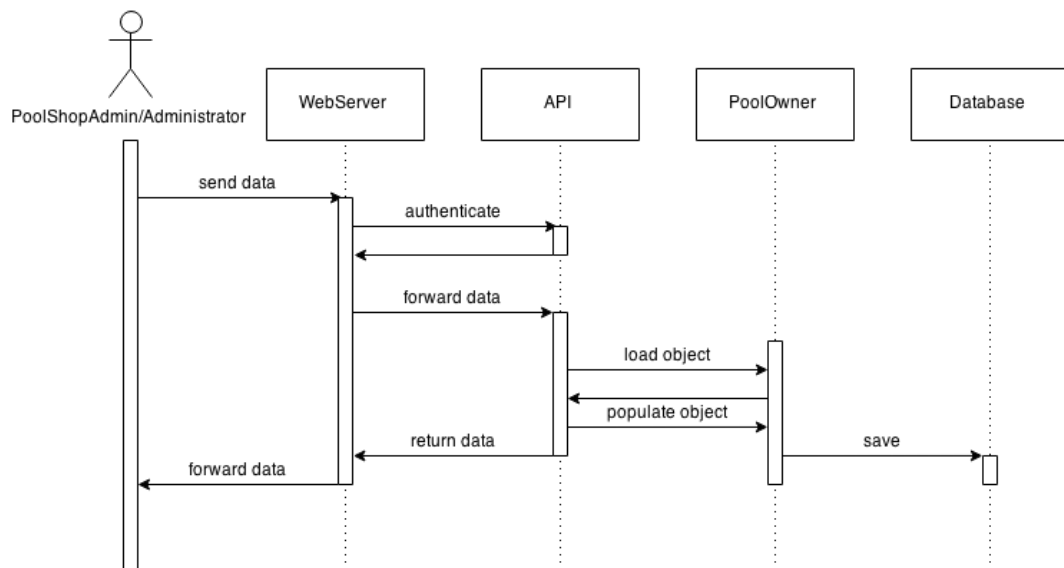 WebServer
API
PoolOwner
Database
PoolShopAdmin/Administrator
send data
authenticate
forward data
load object
populate object
return data
save
forward data